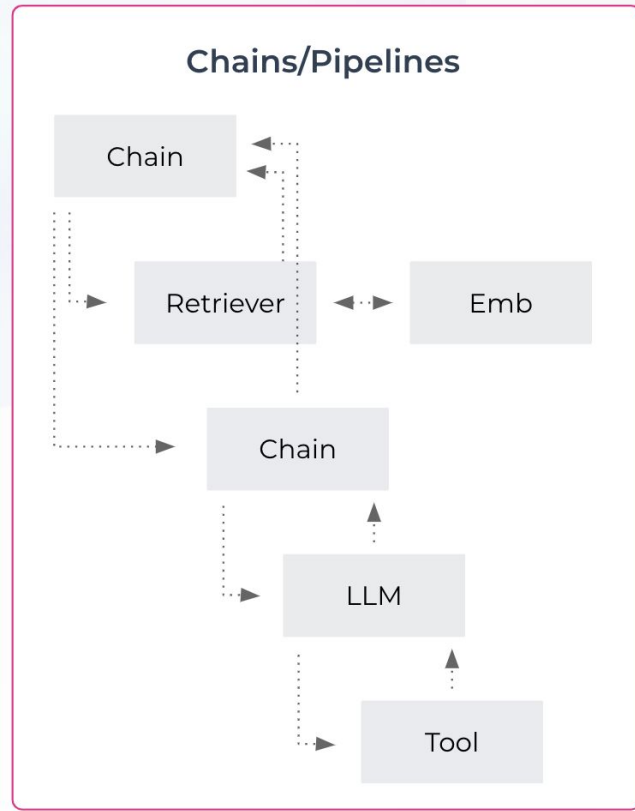 Chains/Pipelines
Chain
Retriever
Emb
Chain
LLM
Tool